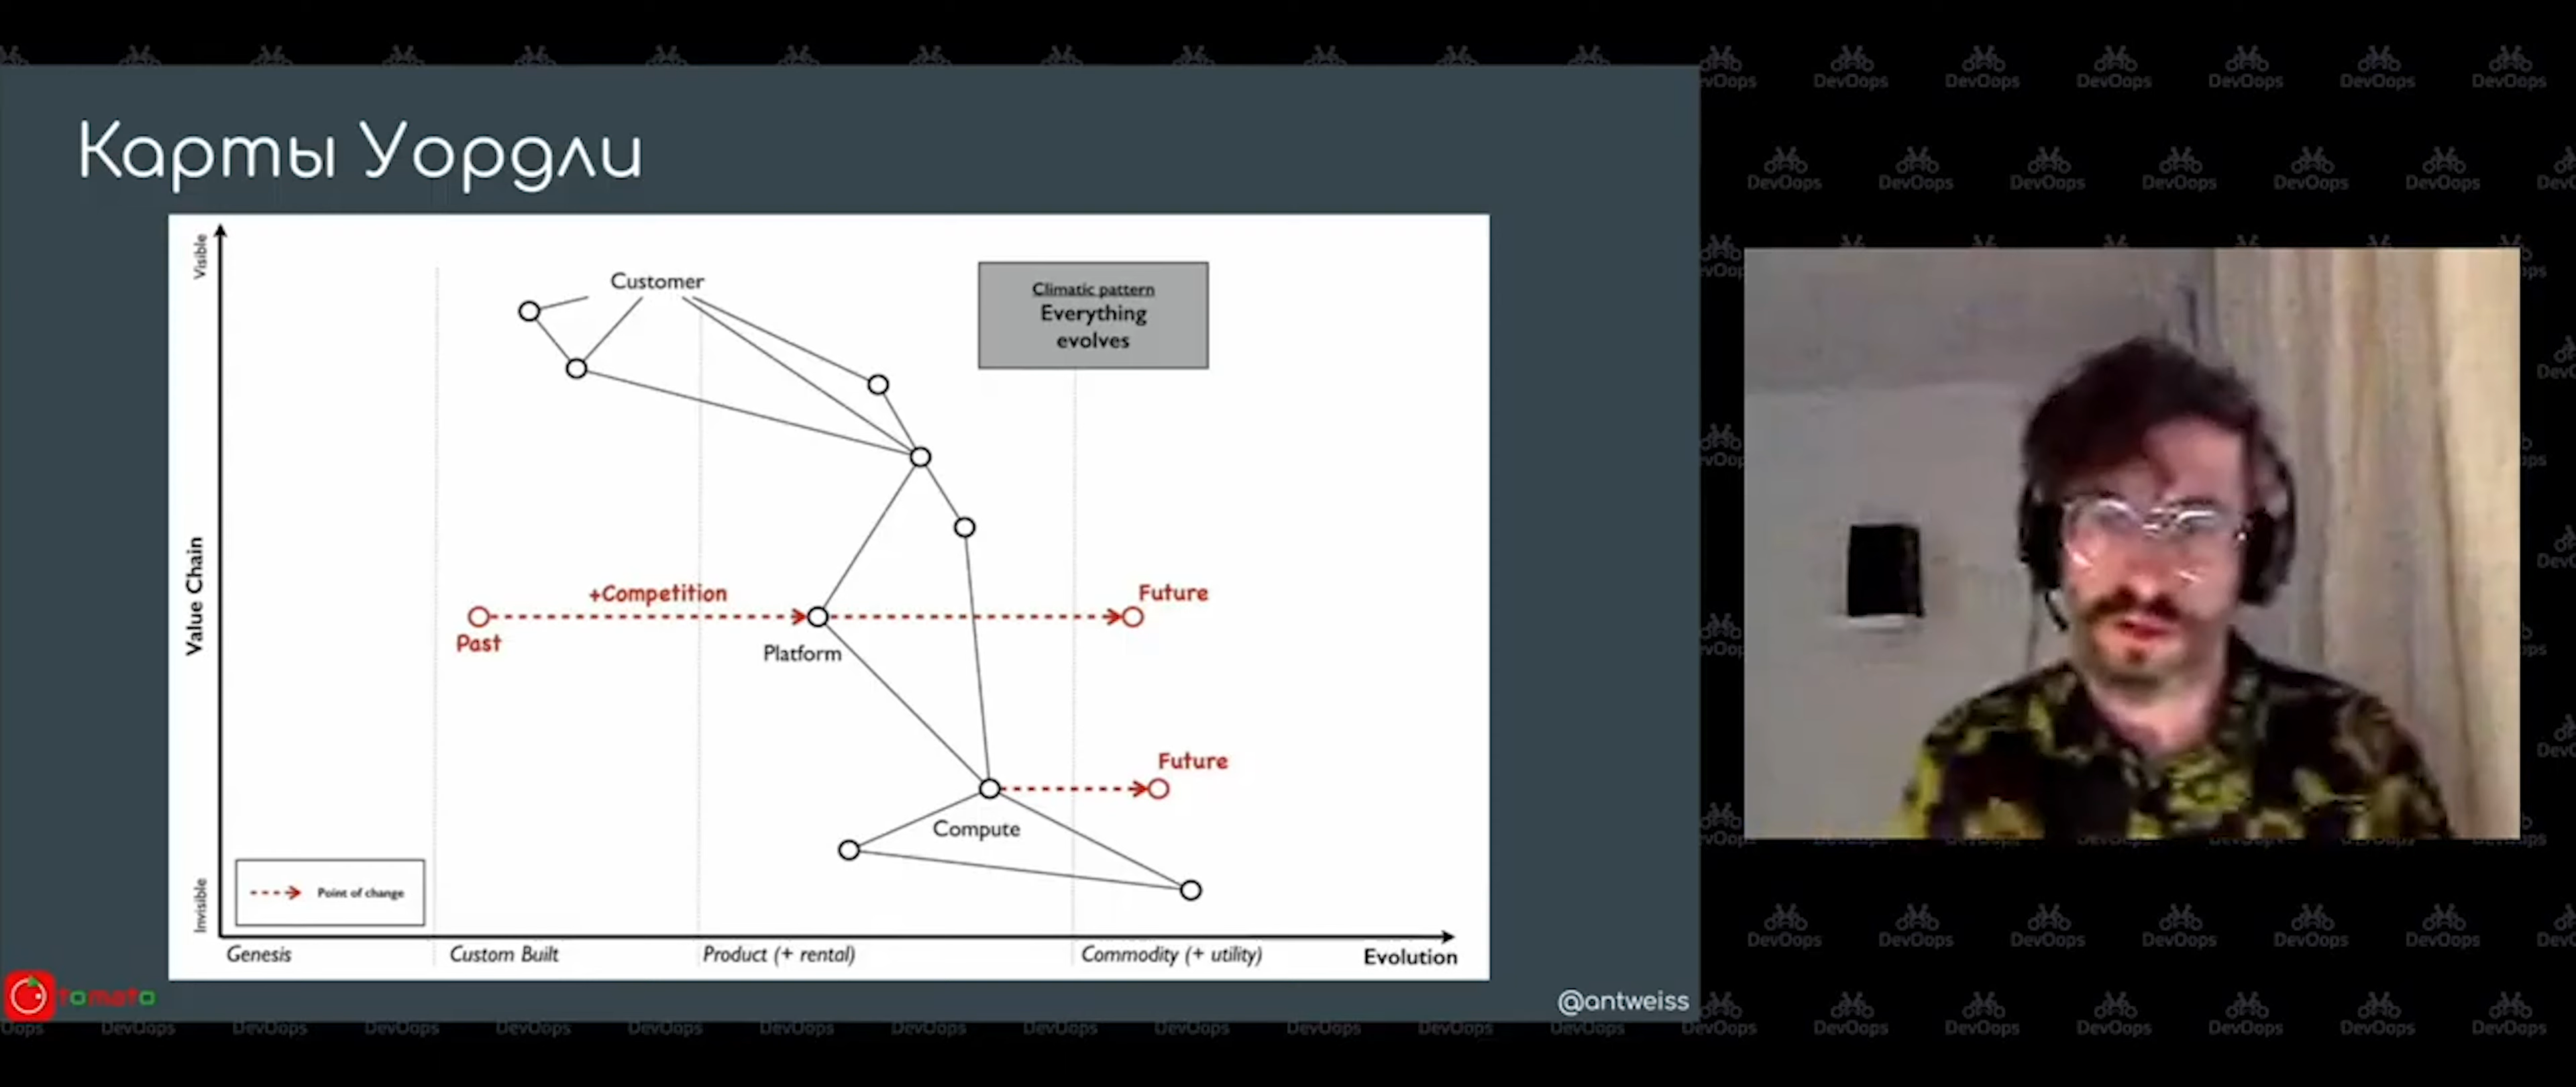 Карты Уордли
Visible
Customer
Climatic pattern
Everything
evolves
Value Chain
+Competition
Future
Past
Platform
Future
Compute
Invisible
Point of change
Genesis
Custom Built
Product (+ rental)
Commodity (+ utility)
Evolution
tomato
@antweiss
DevOops